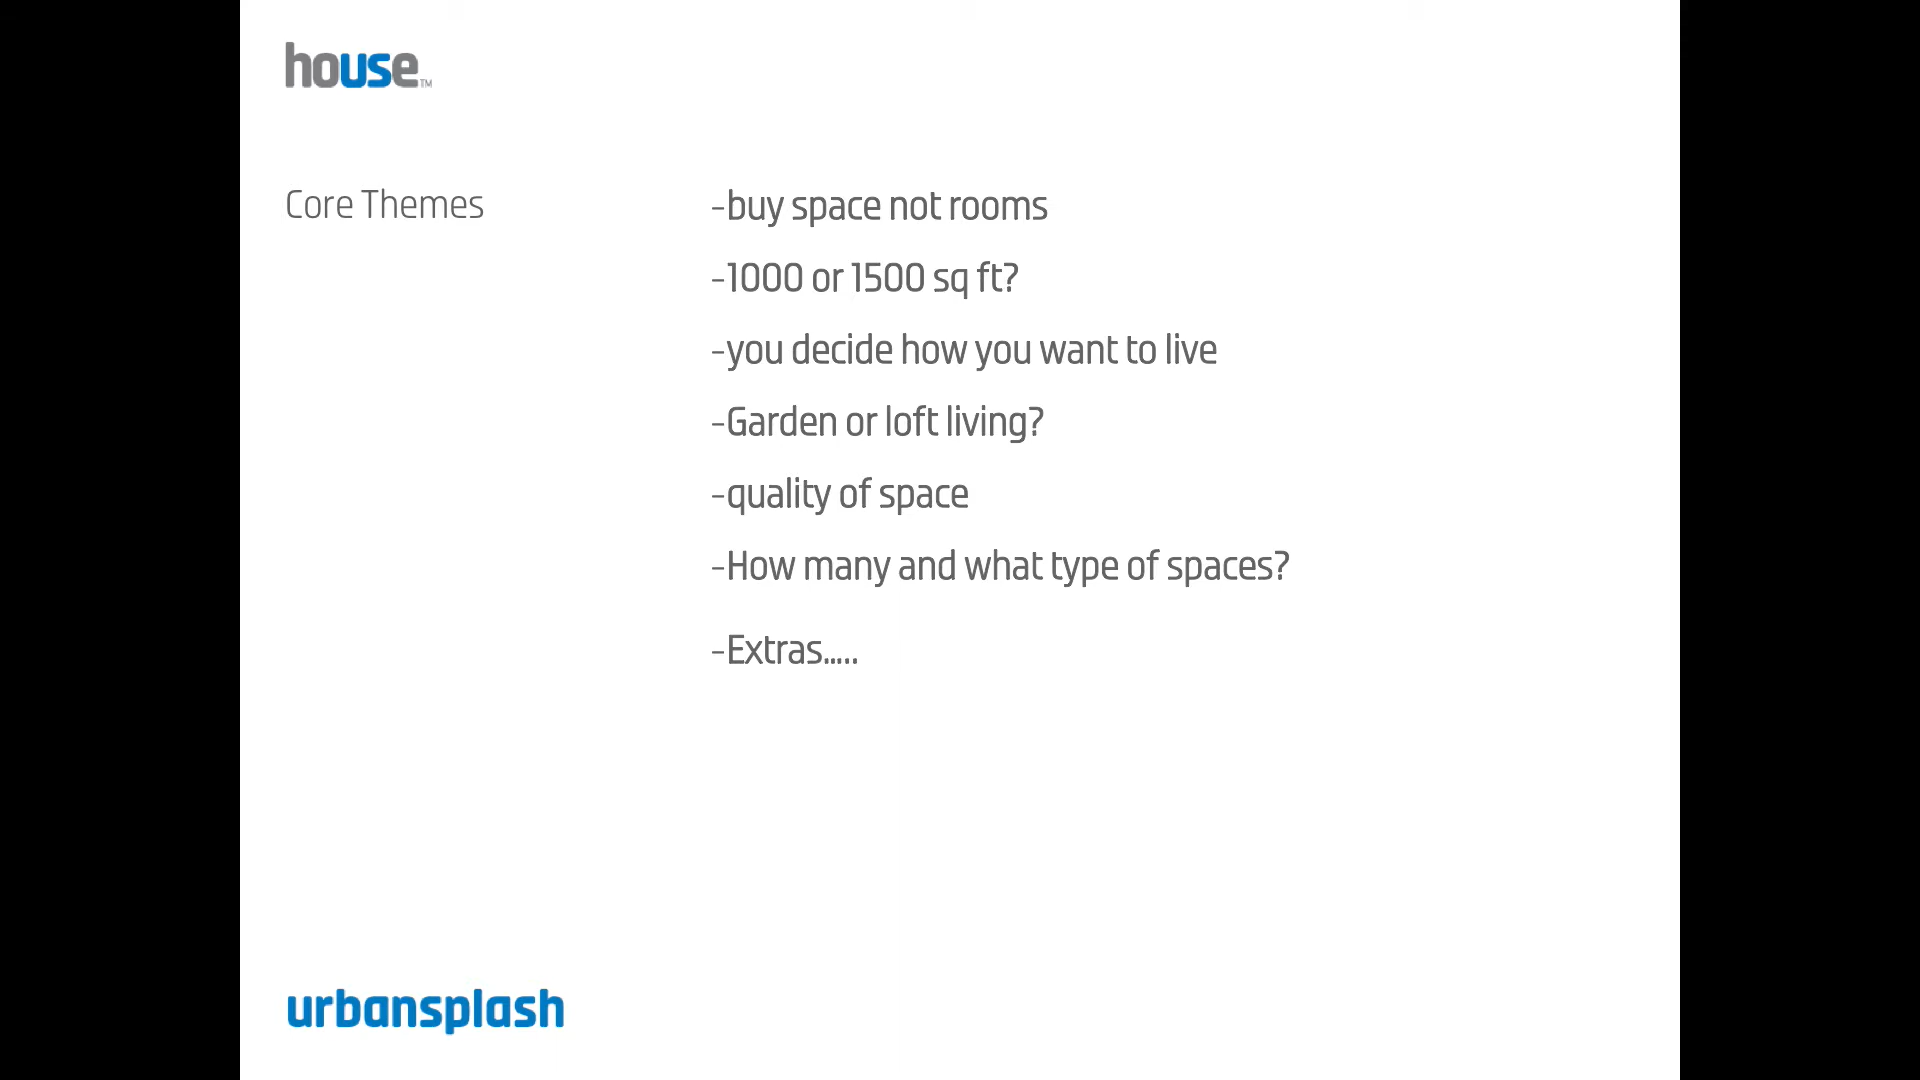 house™
Core Themes
-buy space not rooms
-1000 or 1500 sq ft?
-you decide how you want to live
-Garden or loft living?
-quality of space
-How many and what type of spaces?
-Extras.....
urbansplash